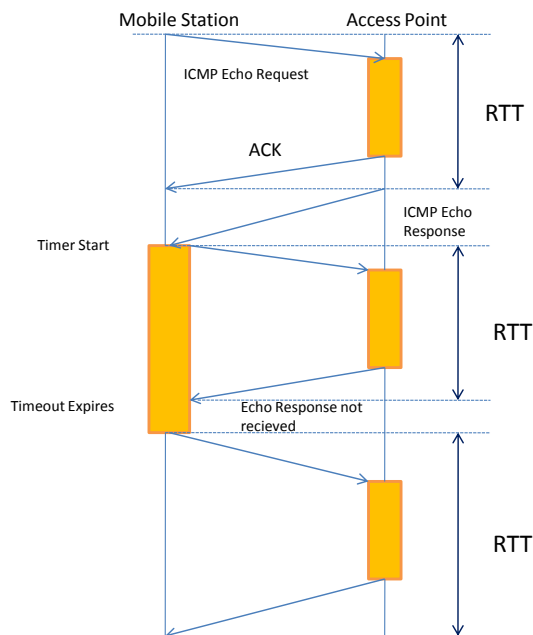 Mobile Station
Access Point
ICMP Echo Request
RTT
ACK
ICMP Echo
Response
Timer Start
RTT
Timeout Expires
Echo Response not
recieved
RTT